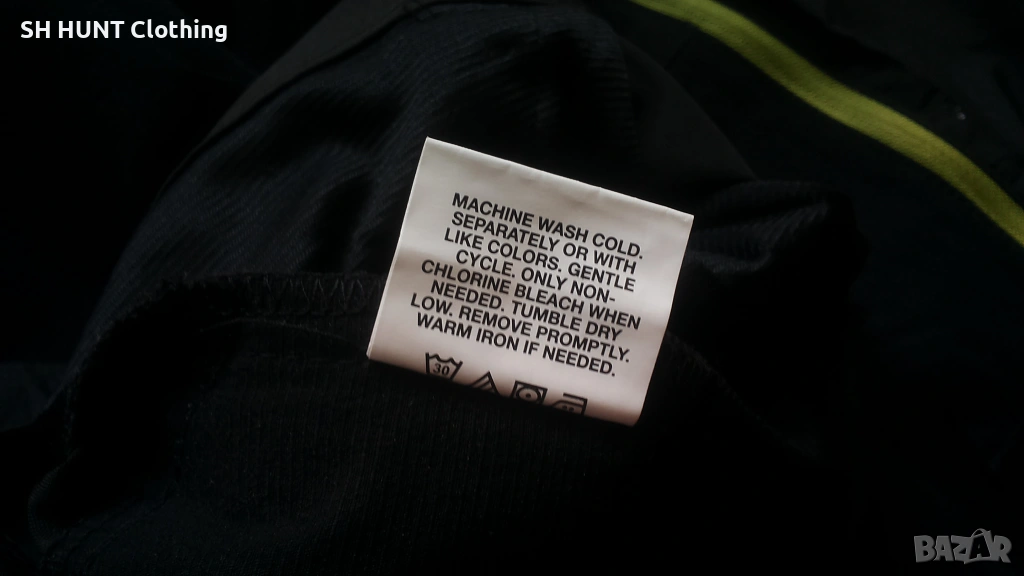 SH HUNT Clothing
MACHINE WASH COLD.
SEPARATELY OR WITH
LIKE COLORS. GENTLE
CYCLE. ONLY NON-
CHLORINE BLEACH WHEN
NEEDED. TUMBLE DRY
LOW. REMOVE PROMPTLY.
WARM IRON IF NEEDED.
30
BAZAR